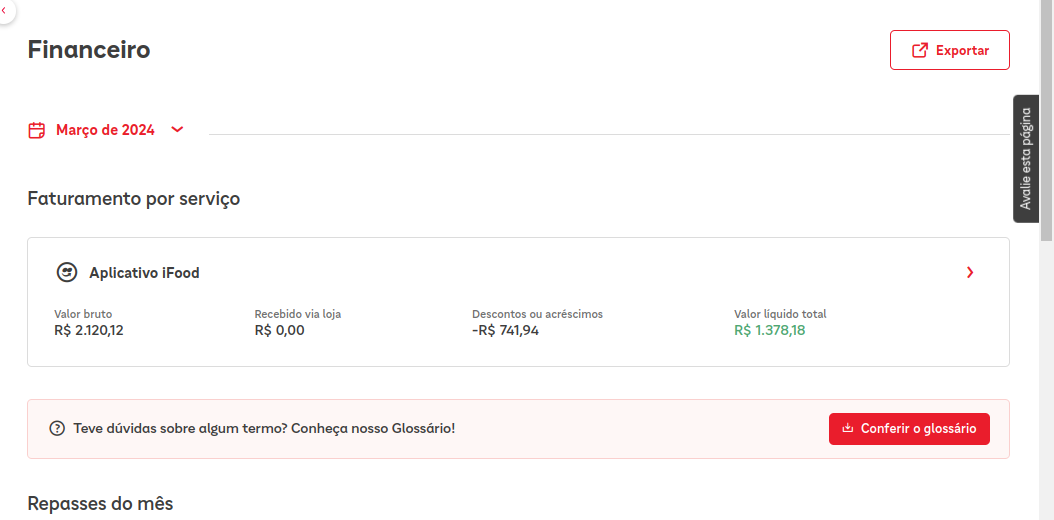 Financeiro
Exportar
Março de 2024
Avalie esta página
Faturamento por serviço
Aplicativo iFood
Valor bruto
R$ 2.120,12
Recebido via loja
R$ 0,00
Descontos ou acréscimos
-R$ 741,94
Valor líquido total
R$ 1.378,18
Teve dúvidas sobre algum termo? Conheça nosso Glossário!
Conferir o glossário
Repasses do mês